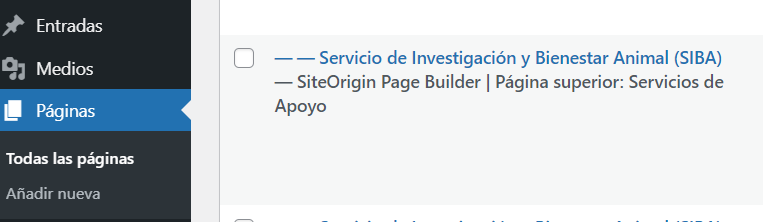 Entradas
Medios
Páginas
Todas las páginas
Añadir nueva
— — Servicio de Investigación y Bienestar Animal (SIBA)
— SiteOrigin Page Builder | Página superior: Servicios de
Apoyo